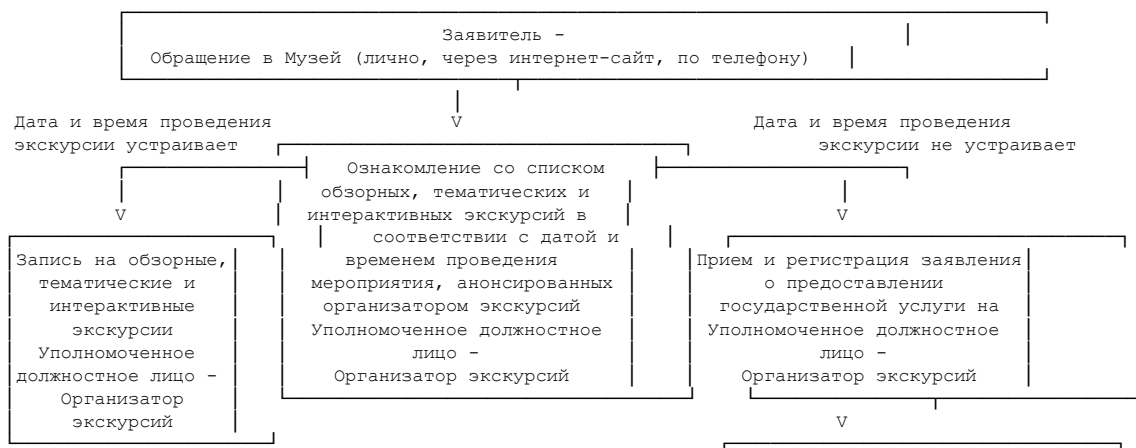 Заявитель -
Обращение в Музей (лично, через интернет-сайт, по телефону)
V
Дата и время проведения
экскурсии устраивает
Дата и время проведения
экскурсии не устраивает
Ознакомление со списком
обзорных, тематических и
интерактивных экскурсий в
соответствии с датой и
временем проведения
мероприятия, анонсированных
организатором экскурсий
Уполномоченное должностное
лицо -
Организатор экскурсий
V
Запись на обзорные,
тематические и
интерактивные
экскурсии
Уполномоченное
должностное лицо -
Организатор
экскурсий
V
Прием и регистрация заявления
о предоставлении
государственной услуги на
Уполномоченное должностное
лицо -
Организатор экскурсий
V